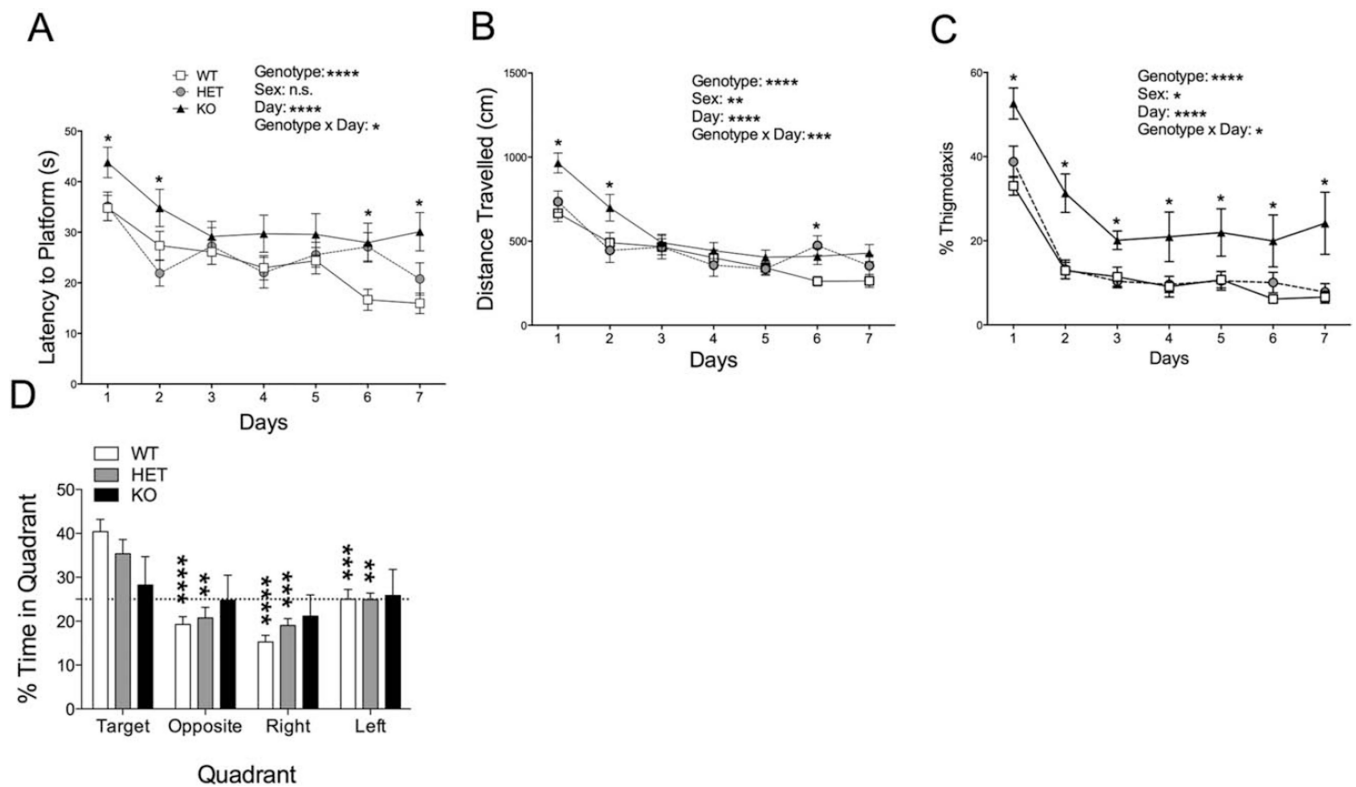 A
WT
HET
KO
Genotype: ****
Sex: n.s.
Day: ****
Genotype x Day: *
Latency to Platform (s)
50
40
30
20
10
0
* * * *
1 2 3 4 5 6 7
Days
B
Genotype: ****
Sex: **
Day: ****
Genotype x Day: ***
Distance Travelled (cm)
1500
1000
500
0
* * *
1 2 3 4 5 6 7
Days
C
Genotype: ****
Sex: *
Day: ****
Genotype x Day: *
% Thigmotaxis
60
40
20
0
* * * * * * *
1 2 3 4 5 6 7
Days
D
WT
HET
KO
% Time in Quadrant
50
40
30
20
10
0
**** ** **** *** *** **
Target Opposite Right Left
Quadrant